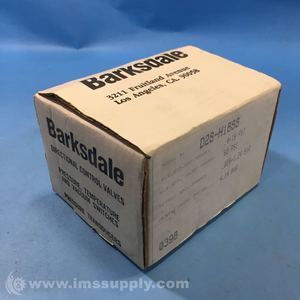 Barksdale
3211 Fruitland Avenue
Los Angeles, CA. 90058
Barksdale
DIRECTIONAL CONTROL VALVES
PRESSURE, TEMPERATURE
AND VACUUM SWITCHES
PRESSURE TRANSDUCERS
D2S-H18SS
0398
© www.imssupply.com